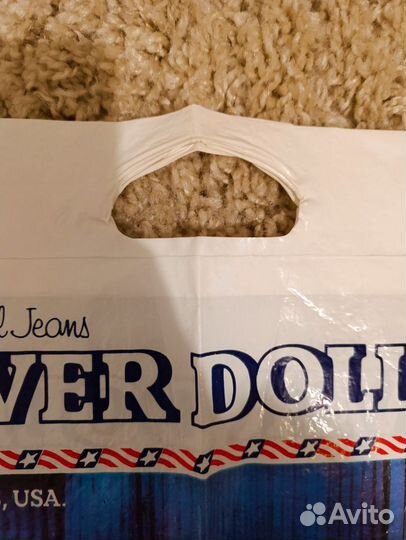 l Jeans
VER DOLL
, USA.
Avito